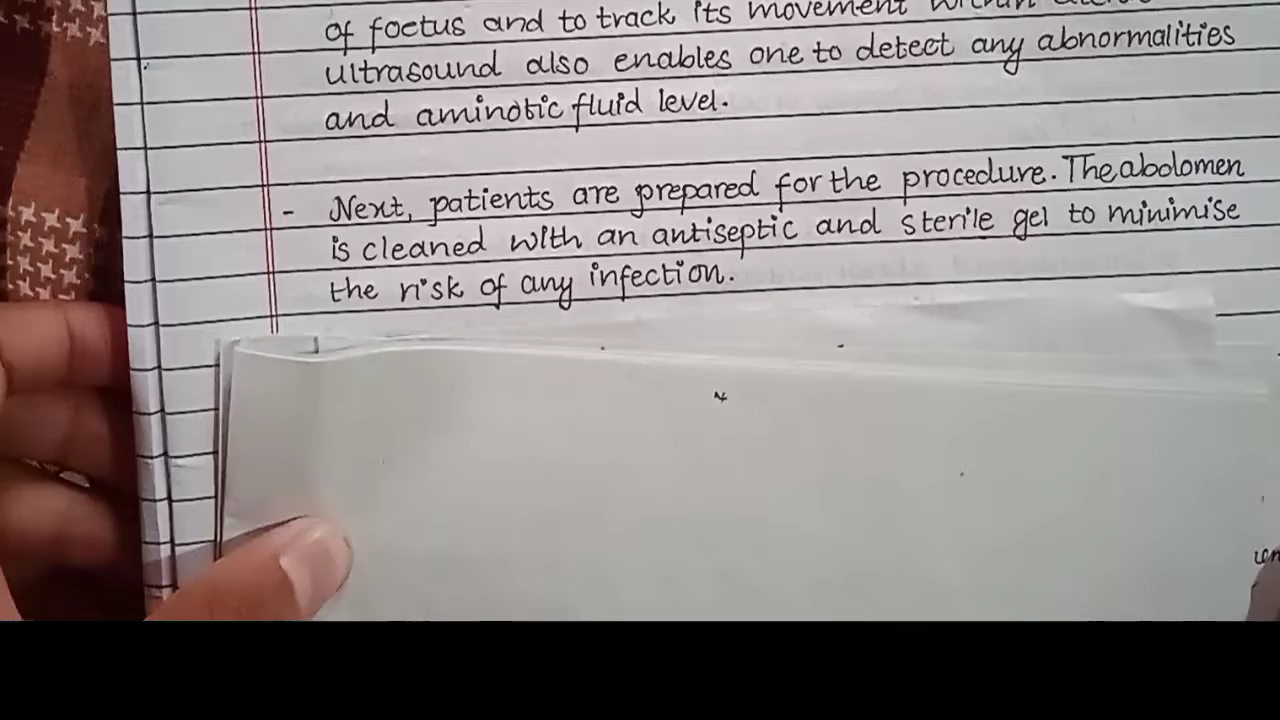 of foetus and to track its movement within
ultrasound also enables one to detect any abnormalities
and aminotic fluid level.
- Next, patients are prepared for the procedure. The abdomen
is cleaned with an antiseptic and sterile gel to minimise
the risk of any infection.